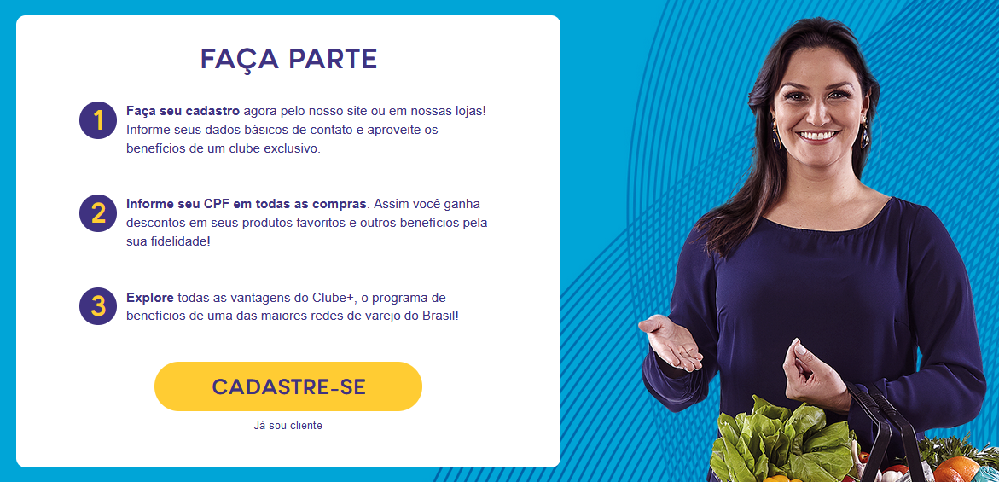 FAÇA PARTE
1
Faça seu cadastro agora pelo nosso site ou em nossas lojas!
Informe seus dados básicos de contato e aproveite os
benefícios de um clube exclusivo.
2
Informe seu CPF em todas as compras. Assim você ganha
descontos em seus produtos favoritos e outros benefícios pela
sua fidelidade!
3
Explore todas as vantagens do Clube+, o programa de
benefícios de uma das maiores redes de varejo do Brasil!
CADASTRE-SE
Já sou cliente